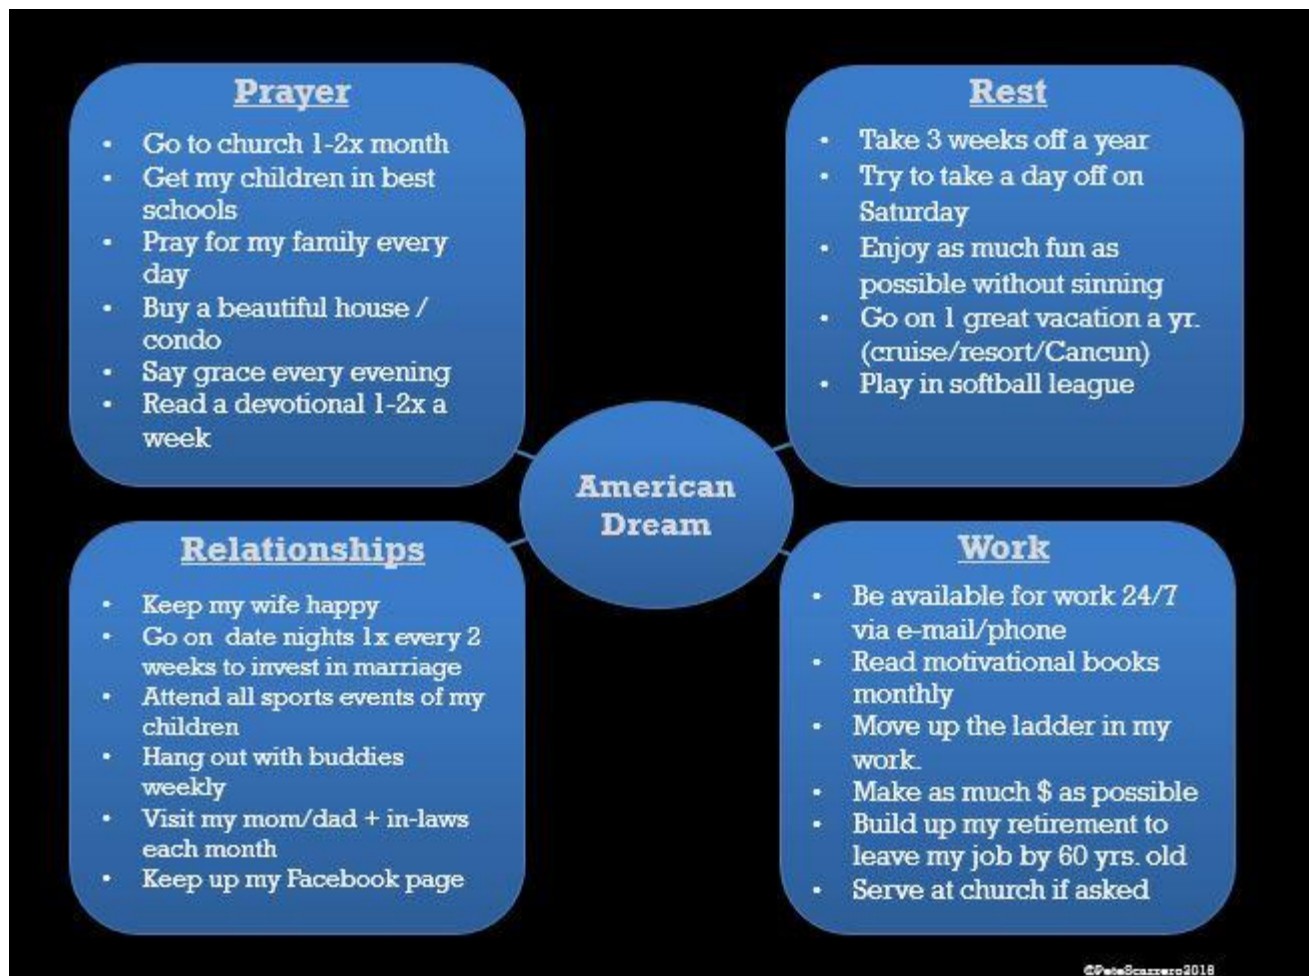 Prayer
• Go to church 1-2x month
• Get my children in best
schools
• Pray for my family every
day
• Buy a beautiful house /
condo
• Say grace every evening
• Read a devotional 1-2x a
week
Rest
• Take 3 weeks off a year
• Try to take a day off on
Saturday
• Enjoy as much fun as
possible without sinning
• Go on 1 great vacation a yr.
(cruise/resort/Cancun)
• Play in softball league
American
Dream
Relationships
• Keep my wife happy
• Go on date nights 1x every 2
weeks to invest in marriage
• Attend all sports events of my
children
• Hang out with buddies
weekly
• Visit my mom/dad + in-laws
each month
• Keep up my Facebook page
Work
• Be available for work 24/7
via e-mail/phone
• Read motivational books
monthly
• Move up the ladder in my
work.
• Make as much $ as possible
• Build up my retirement to
leave my job by 60 yrs. old
• Serve at church if asked
©PeteScazzero2018